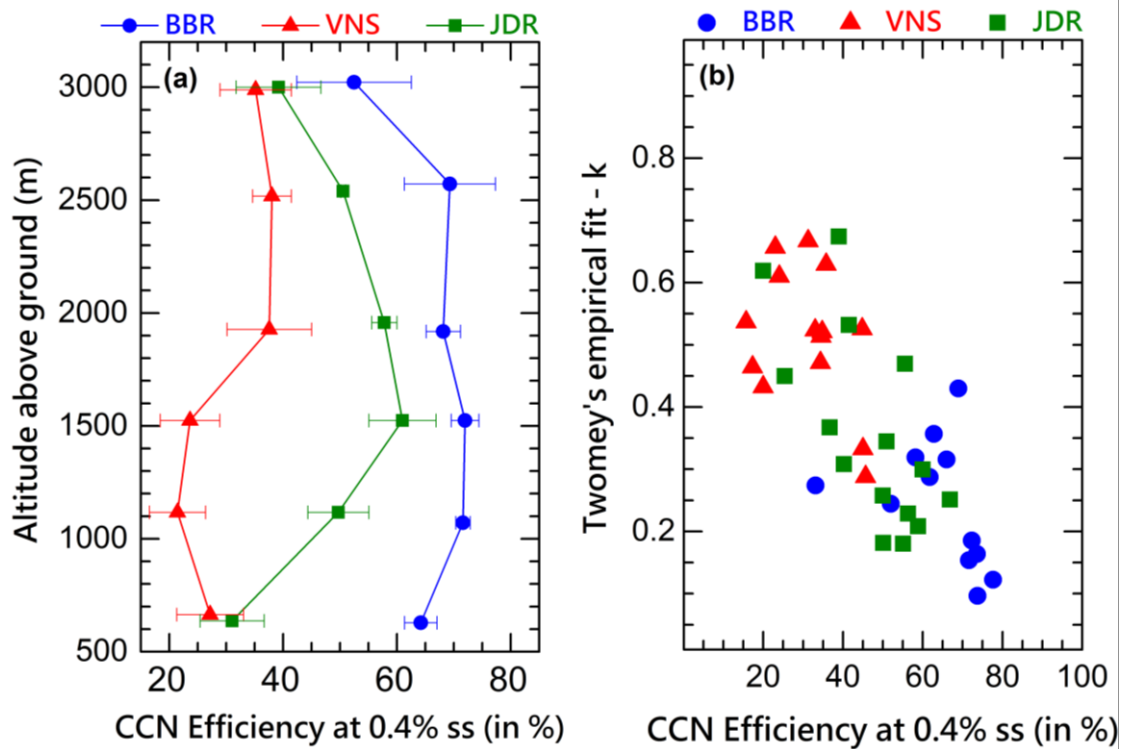 BBR VNS JDR
(a)
3000
2500
2000
1500
1000
500
20 40 60 80
Altitude above ground (m)
CCN Efficiency at 0.4% ss (in %)
BBR VNS JDR
(b)
0.8
0.6
0.4
0.2
20 40 60 80 100
Twomey's empirical fit - k
CCN Efficiency at 0.4% ss (in %)